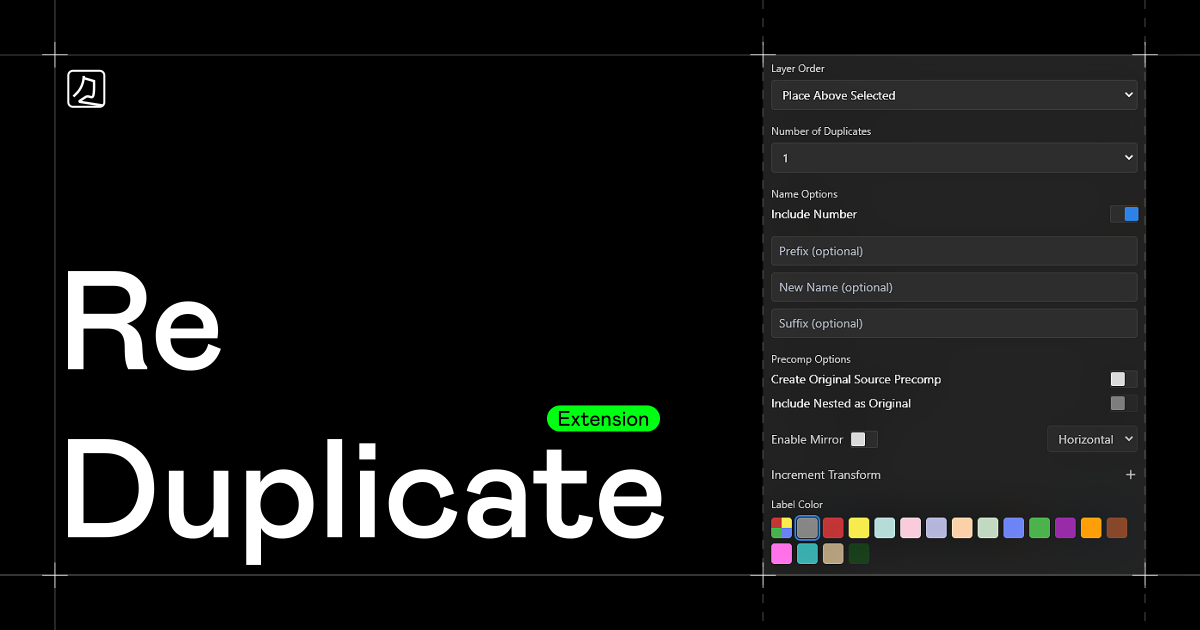 Re
Extension
Duplicate
Layer Order
Place Above Selected
Number of Duplicates
1
Name Options
Include Number
Prefix (optional)
New Name (optional)
Suffix (optional)
Precomp Options
Create Original Source Precomp
Include Nested as Original
Enable Mirror Horizontal
Increment Transform +
Label Color